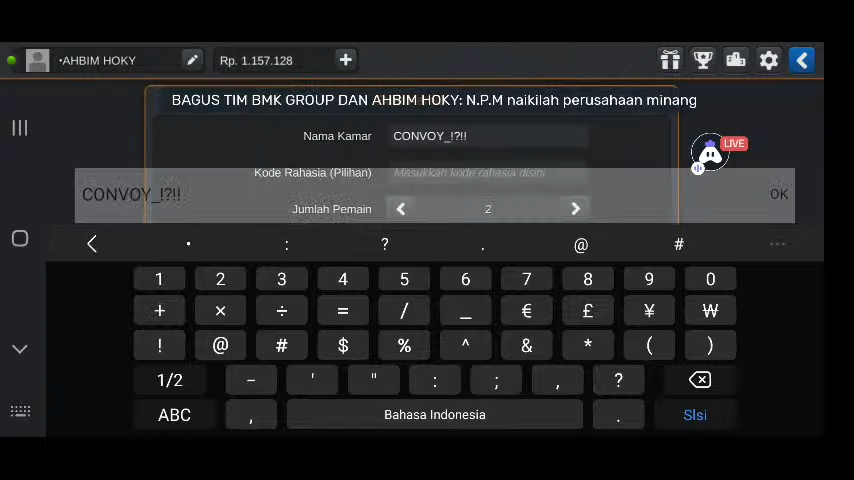 •AHBIM HOKY
Rp. 1.157.128
+
BAGUS TIM BMK GROUP DAN AHBIM HOKY: N.P.M naikilah perusahaan minang
Nama Kamar
CONVOY_!?!!
LIVE
Kode Rahasia (Pilihan)
Masukkan kode rahasia disini
CONVOY_!?!!
OK
Jumlah Pemain
2
• : ? . @ # ...
1 2 3 4 5 6 7 8 9 0
+ × ÷ = / _ € £ ¥ ₩
! @ # $ % ^ & * ( )
1/2 - ' " : ; , ?
ABC , Bahasa Indonesia . Slsi